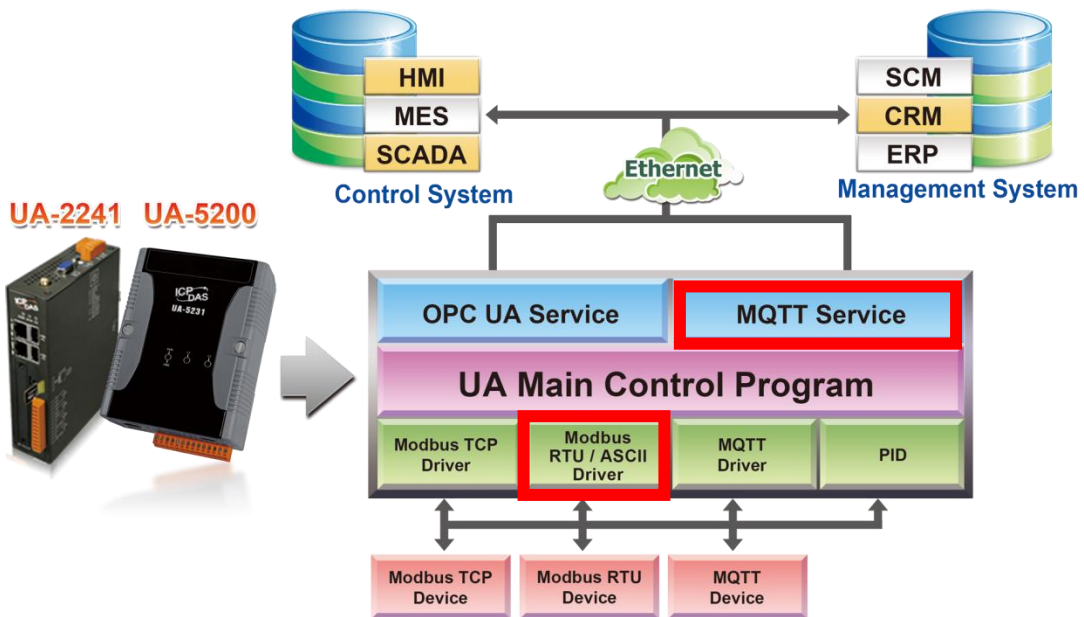 HMI
MES
SCADA
Control System
SCM
CRM
ERP
Management System
Ethernet
UA-2241 UA-5200
ICP
DAS
ICP
DAS
UA-5231
OPC UA Service
MQTT Service
UA Main Control Program
Modbus TCP
Driver
Modbus
RTU / ASCII
Driver
MQTT
Driver
PID
Modbus TCP
Device
Modbus RTU
Device
MQTT
Device